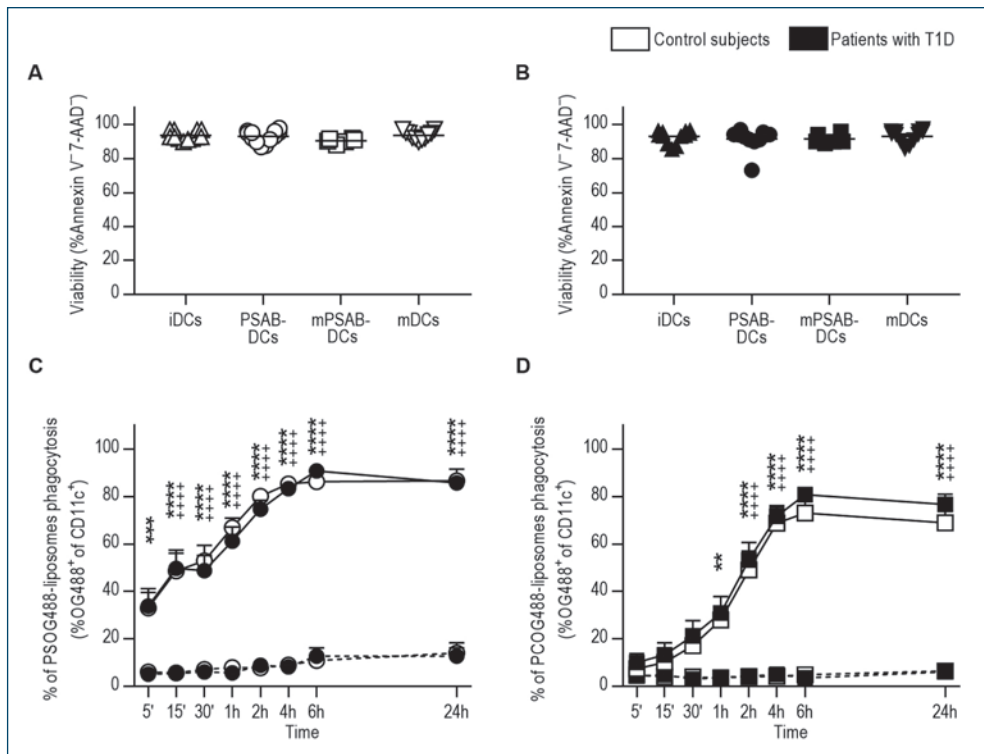 Control subjects Patients with T1D
A
Viability (%Annexin V⁻7-AAD⁻)
100
80
60
40
20
0
iDCs PSAB-DCs mPSAB-DCs mDCs
B
Viability (%Annexin V⁻7-AAD⁻)
100
80
60
40
20
0
iDCs PSAB-DCs mPSAB-DCs mDCs
C
% of PSOG488-liposomes phagocytosis
(%OG488⁺ of CD11c⁺)
100
80
60
40
20
0
*** **** ++++ **** ++++ **** ++++ **** ++++ **** ++++ **** ++++ **** ++++
5' 15' 30' 1h 2h 4h 6h 24h
Time
D
% of PCOG488-liposomes phagocytosis
(%OG488⁺ of CD11c⁺)
100
80
60
40
20
0
** **** ++++ **** ++++ **** ++++ **** ++++
5' 15' 30' 1h 2h 4h 6h 24h
Time